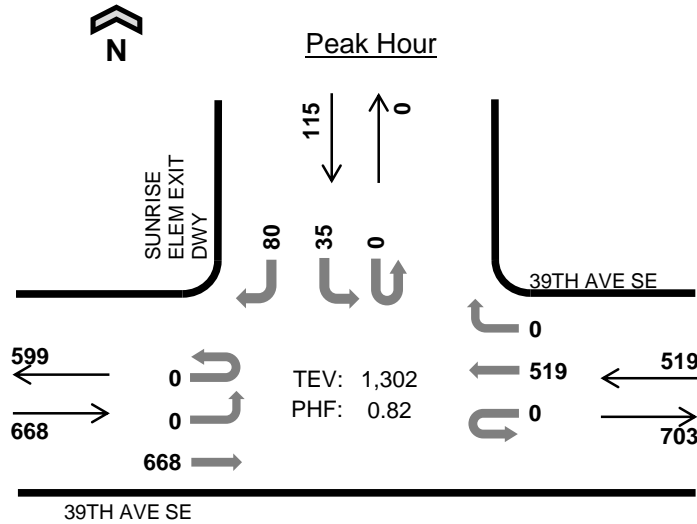 N
Peak Hour
115
0
SUNRISE
ELEM EXIT
DWY
80
35
0
39TH AVE SE
0
599
519
0
TEV: 1,302
519
0
PHF: 0.82
0
668
703
668
39TH AVE SE